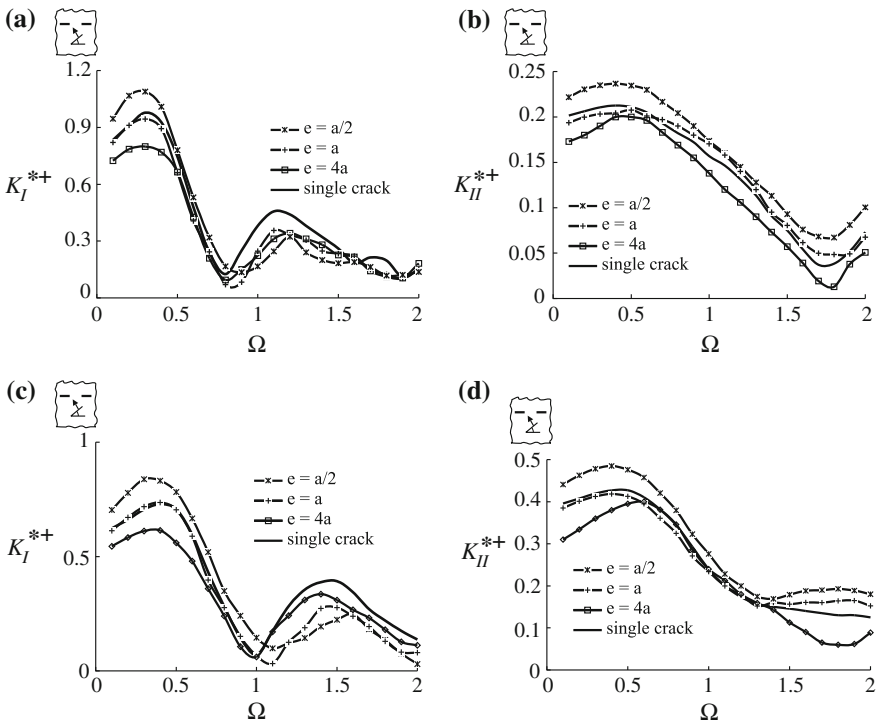 (a)
K_I^{*+}
1.2
0.9
0.6
0.3
0
0 0.5 1 1.5 2
Ω
e = a/2
e = a
e = 4a
single crack
(b)
K_{II}^{*+}
0.25
0.2
0.15
0.1
0.05
0
0 0.5 1 1.5 2
Ω
e = a/2
e = a
e = 4a
single crack
(c)
K_I^{*+}
1
0.5
0
0 0.5 1 1.5 2
Ω
e = a/2
e = a
e = 4a
single crack
(d)
K_{II}^{*+}
0.5
0.4
0.3
0.2
0.1
0
0 0.5 1 1.5 2
Ω
e = a/2
e = a
e = 4a
single crack